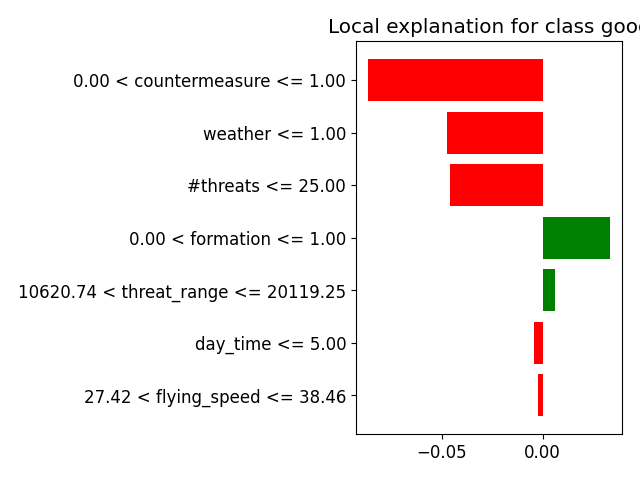 Local explanation for class goo
0.00 < countermeasure <= 1.00
weather <= 1.00
#threats <= 25.00
0.00 < formation <= 1.00
10620.74 < threat_range <= 20119.25
day_time <= 5.00
27.42 < flying_speed <= 38.46
−0.05 0.00